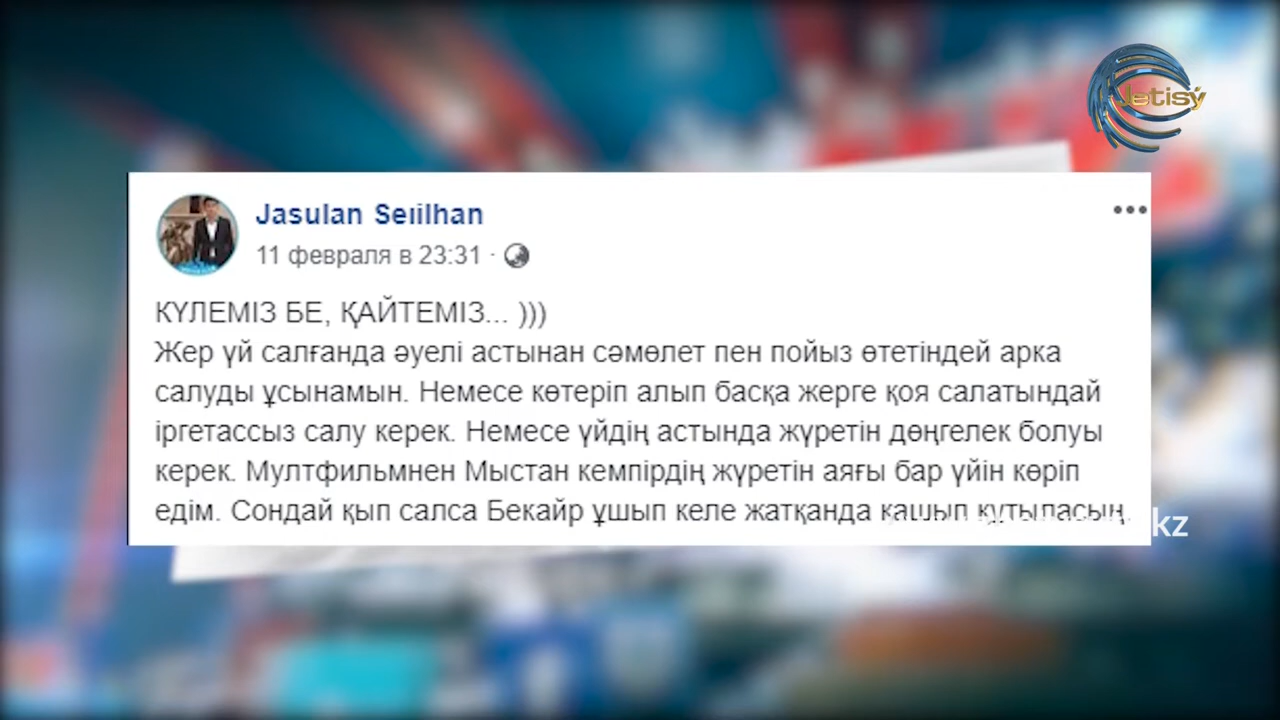 Jetisý
Jasulan Seıilhan
11 февраля в 23:31 ·
КҮЛЕМІЗ БЕ, ҚАЙТЕМІЗ... )))
Жер үй салғанда әуелі астынан сәмөлет пен пойыз өтетіндей арка
салуды ұсынамын. Немесе көтеріп алып басқа жерге қоя салатындай
іргетассыз салу керек. Немесе үйдің астында жүретін дөңгелек болуы
керек. Мултфильмнен Мыстан кемпірдің жүретін аяғы бар үйін көріп
едім. Сондай қып салса Бекайр ұшып келе жатқанда қашып құтыласың.
kz